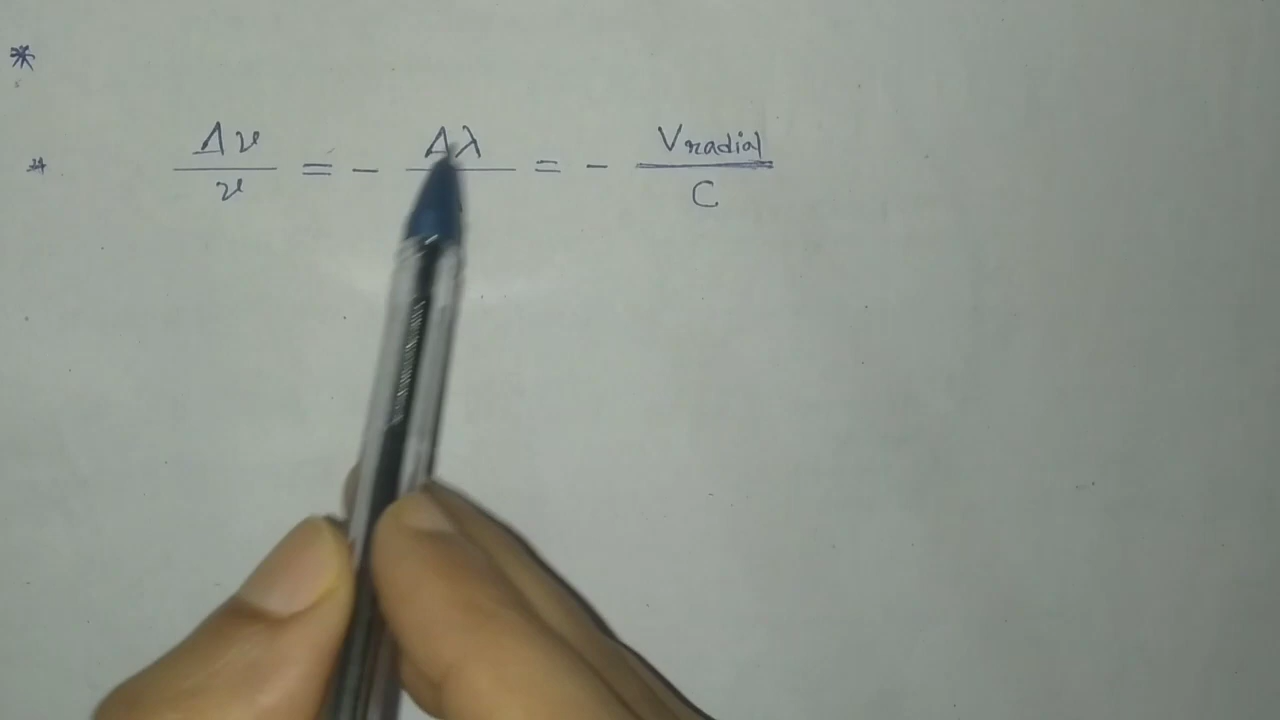 *
* Δν/ν = - Δλ/ = - Vradial/C